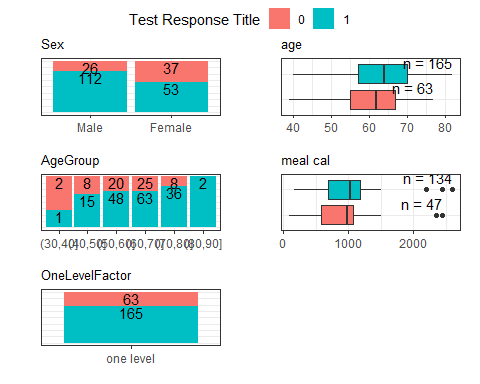 Test Response Title 0 1
Sex
26 37
112 53
Male Female
age
n = 165
n = 63
40 50 60 70 80
AgeGroup
2 8 20 25 8 2
1 15 48 63 36
(30,40] (40,50] (50,60] (60,70] (70,80] (80,90]
meal cal
n = 134
n = 47
0 1000 2000
OneLevelFactor
63
165
one level